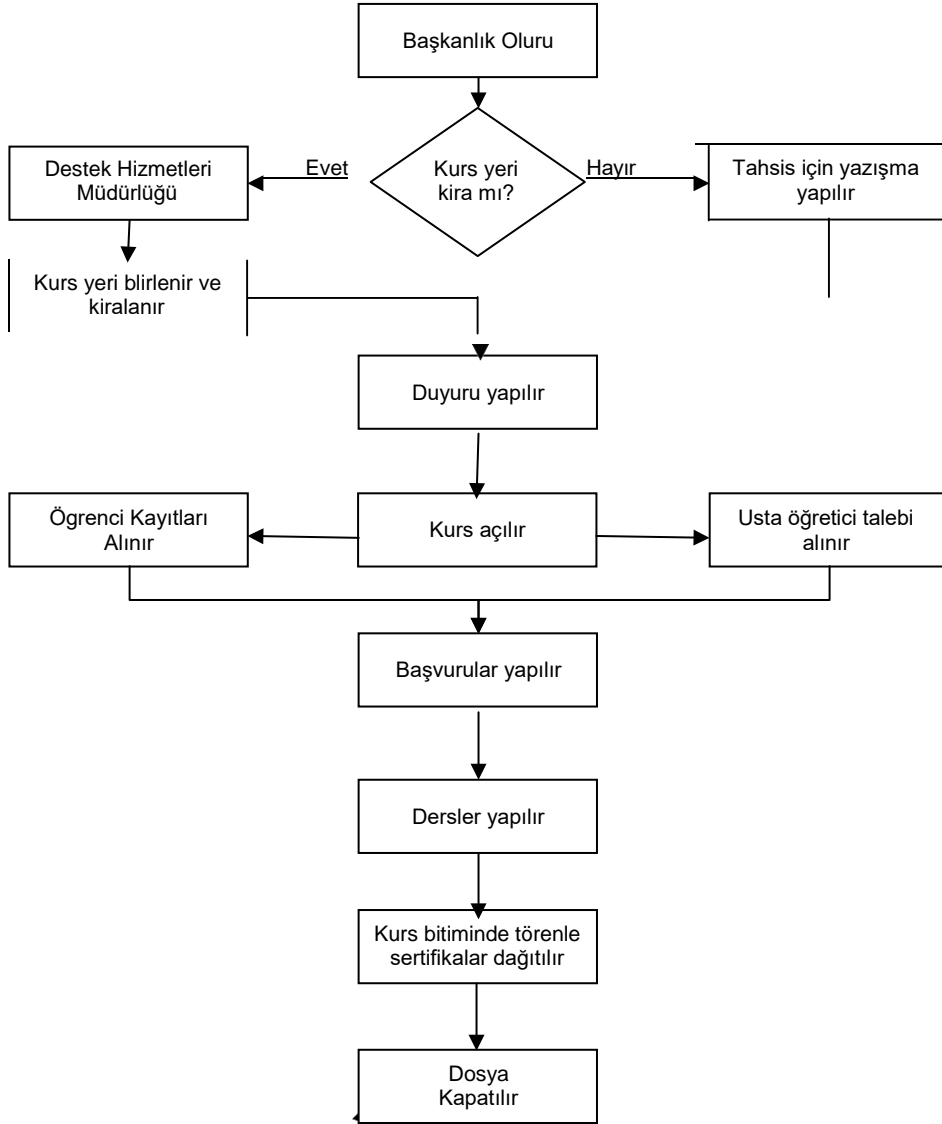 Başkanlık Oluru
Destek Hizmetleri
Müdürlüğü
Evet
Kurs yeri
kira mı?
Hayır
Tahsis için yazışma
yapılır
Kurs yeri blirlenir ve
kiralanır
Duyuru yapılır
Ögrenci Kayıtları
Alınır
Kurs açılır
Usta öğretici talebi
alınır
Başvurular yapılır
Dersler yapılır
Kurs bitiminde törenle
sertifikalar dağıtılır
Dosya
Kapatılır